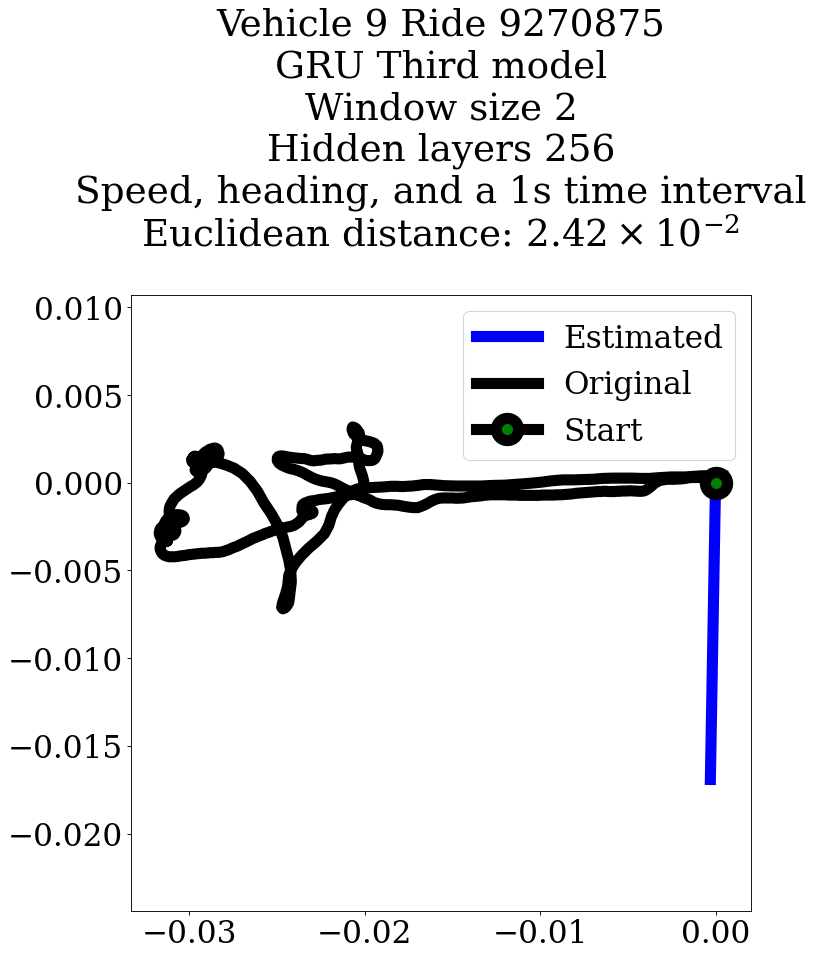 Vehicle 9 Ride 9270875
GRU Third model
Window size 2
Hidden layers 256
Speed, heading, and a 1s time interval
Euclidean distance: 2.42 × 10⁻²
Estimated
Original
Start
0.010
0.005
0.000
−0.005
−0.010
−0.015
−0.020
−0.03 −0.02 −0.01 0.00